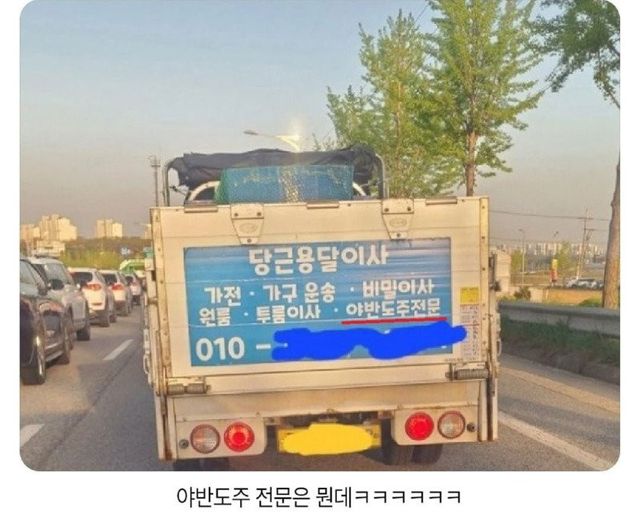 당근용달이사
가전 · 가구 운송 · 비밀이사
원룸 · 투룸이사 · 야반도주전문
010 -
야반도주 전문은 뭔데ㅋㅋㅋㅋㅋㅋ